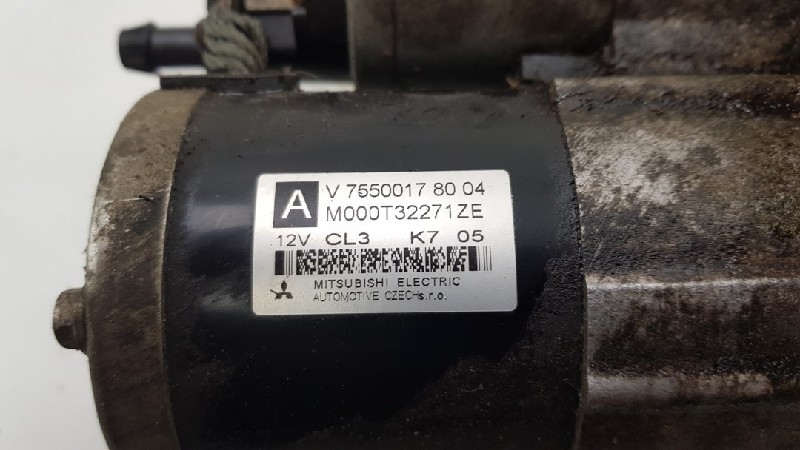 A V 7550017 80 04
M000T32271ZE
12V CL3 K7 05
MITSUBISHI ELECTRIC
AUTOMOTIVE CZECH s.r.o.